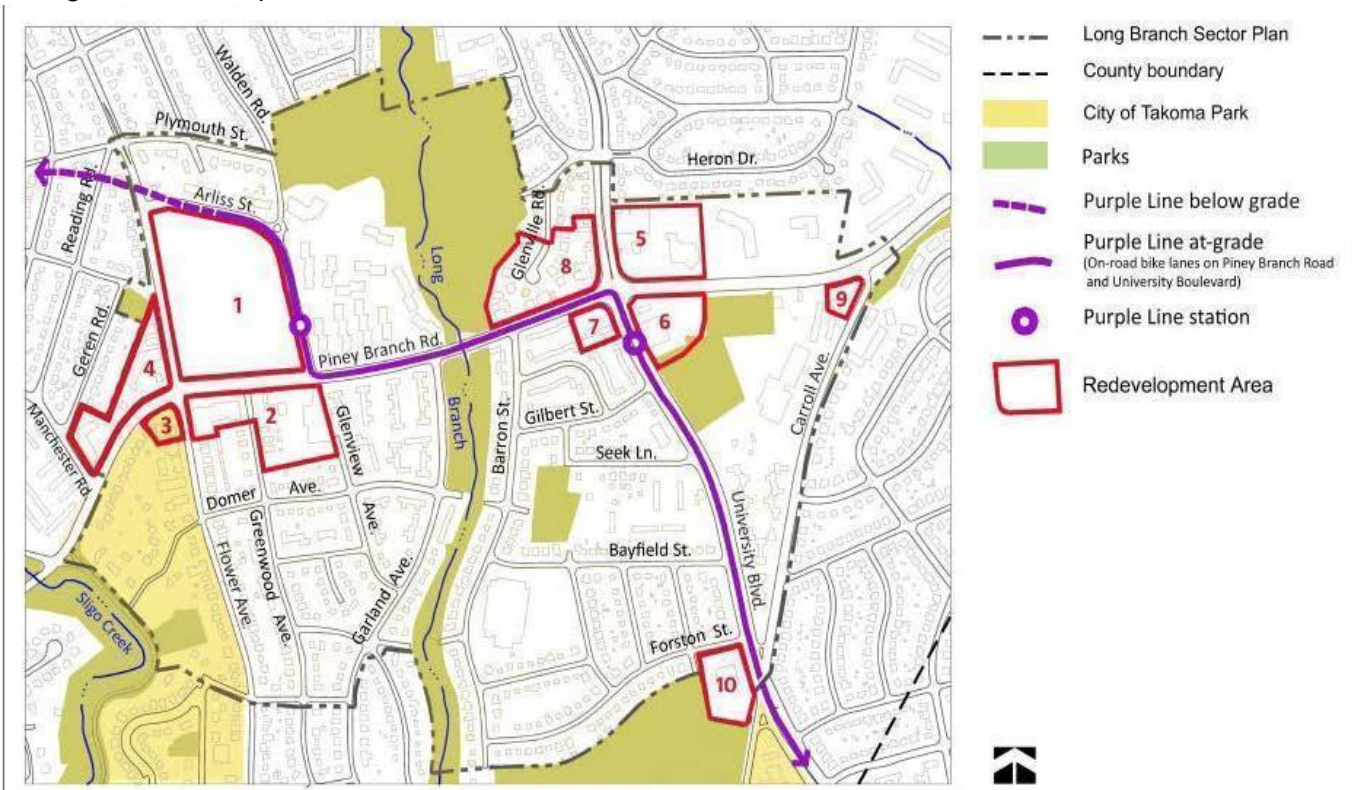 Walden Rd.
Plymouth St.
Reading Rd.
Arliss St.
Heron Dr.
Glenville Rd.
Long
Branch
5
8
9
1
6
7
Geren Rd.
4
Piney Branch Rd.
Carroll Ave.
Manchester Rd.
3
2
Glenview
Ave.
Barron St.
Gilbert St.
Seek Ln.
Domer Ave.
Greenwood Ave.
Flower Ave.
Garland Ave.
University Blvd.
Bayfield St.
Sligo Creek
Forston St.
10
Long Branch Sector Plan
County boundary
City of Takoma Park
Parks
Purple Line below grade
Purple Line at-grade
(On-road bike lanes on Piney Branch Road
and University Boulevard)
Purple Line station
Redevelopment Area